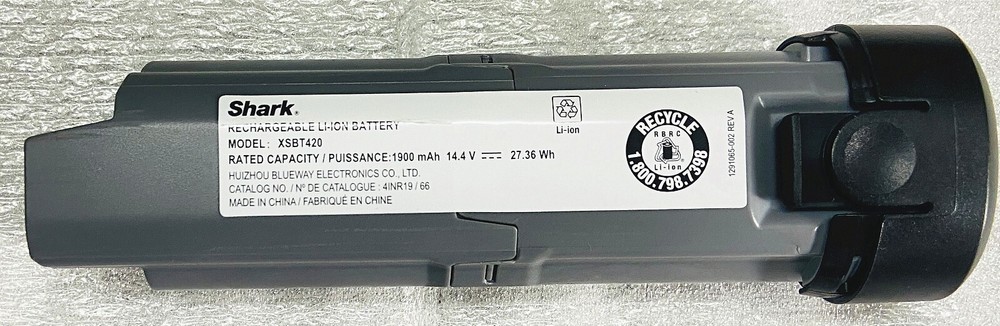 Shark®
RECHARGEABLE LI-ION BATTERY
MODEL: XSBT420
RATED CAPACITY / PUISSANCE:1900 mAh 14.4 V ⎓ 27.36 Wh
HUIZHOU BLUEWAY ELECTRONICS CO., LTD.
CATALOG NO. / Nº DE CATALOGUE : 4INR19 / 66
MADE IN CHINA / FABRIQUÉ EN CHINE
Li-ion
RECYCLE
RBRC
Li-ion
1.800.798.7398
1291065-002 REV A